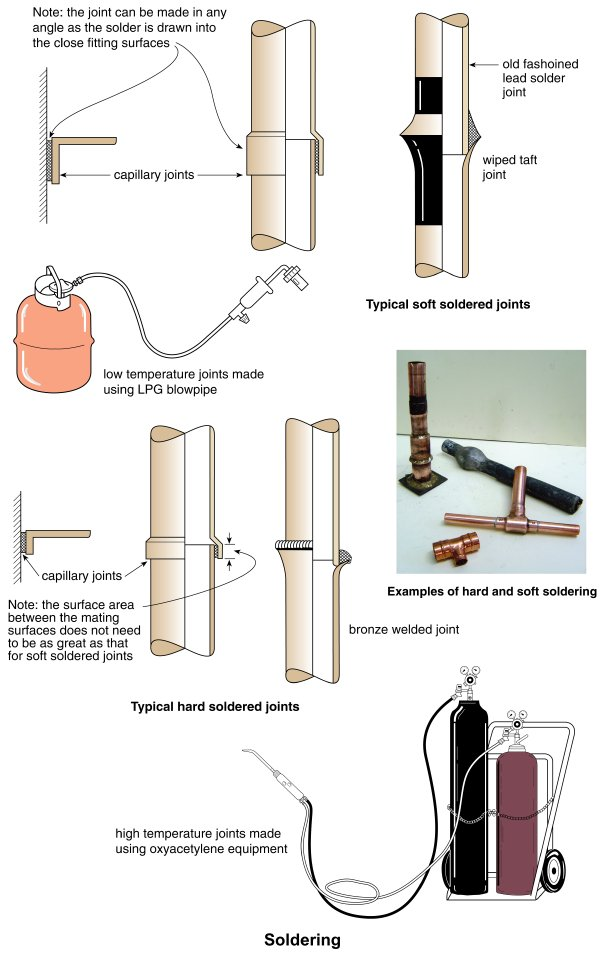 Note: the joint can be made in any
angle as the solder is drawn into
the close fitting surfaces
old fashoined
lead solder
joint
capillary joints
wiped taft
joint
Typical soft soldered joints
low temperature joints made
using LPG blowpipe
capillary joints
Note: the surface area
between the mating
surfaces does not need
to be as great as that
for soft soldered joints
Examples of hard and soft soldering
bronze welded joint
Typical hard soldered joints
high temperature joints made
using oxyacetylene equipment
Soldering